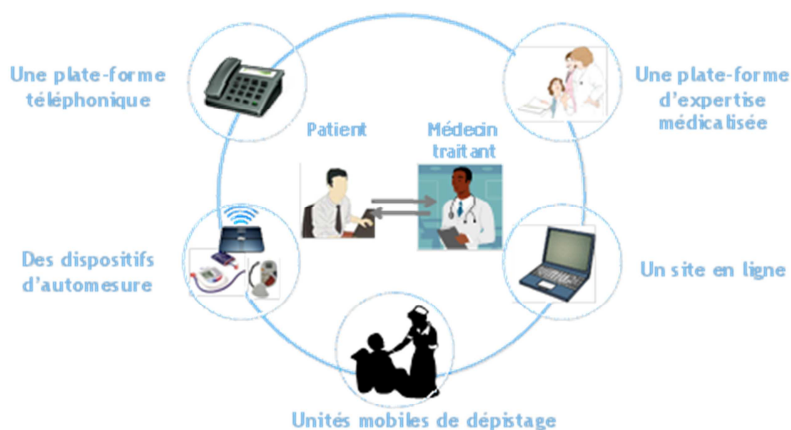 Une plate-forme
téléphonique
Une plate-forme
d'expertise
médicalisée
Patient
Médecin
traitant
Des dispositifs
d'automesure
Un site en ligne
Unités mobiles de dépistage